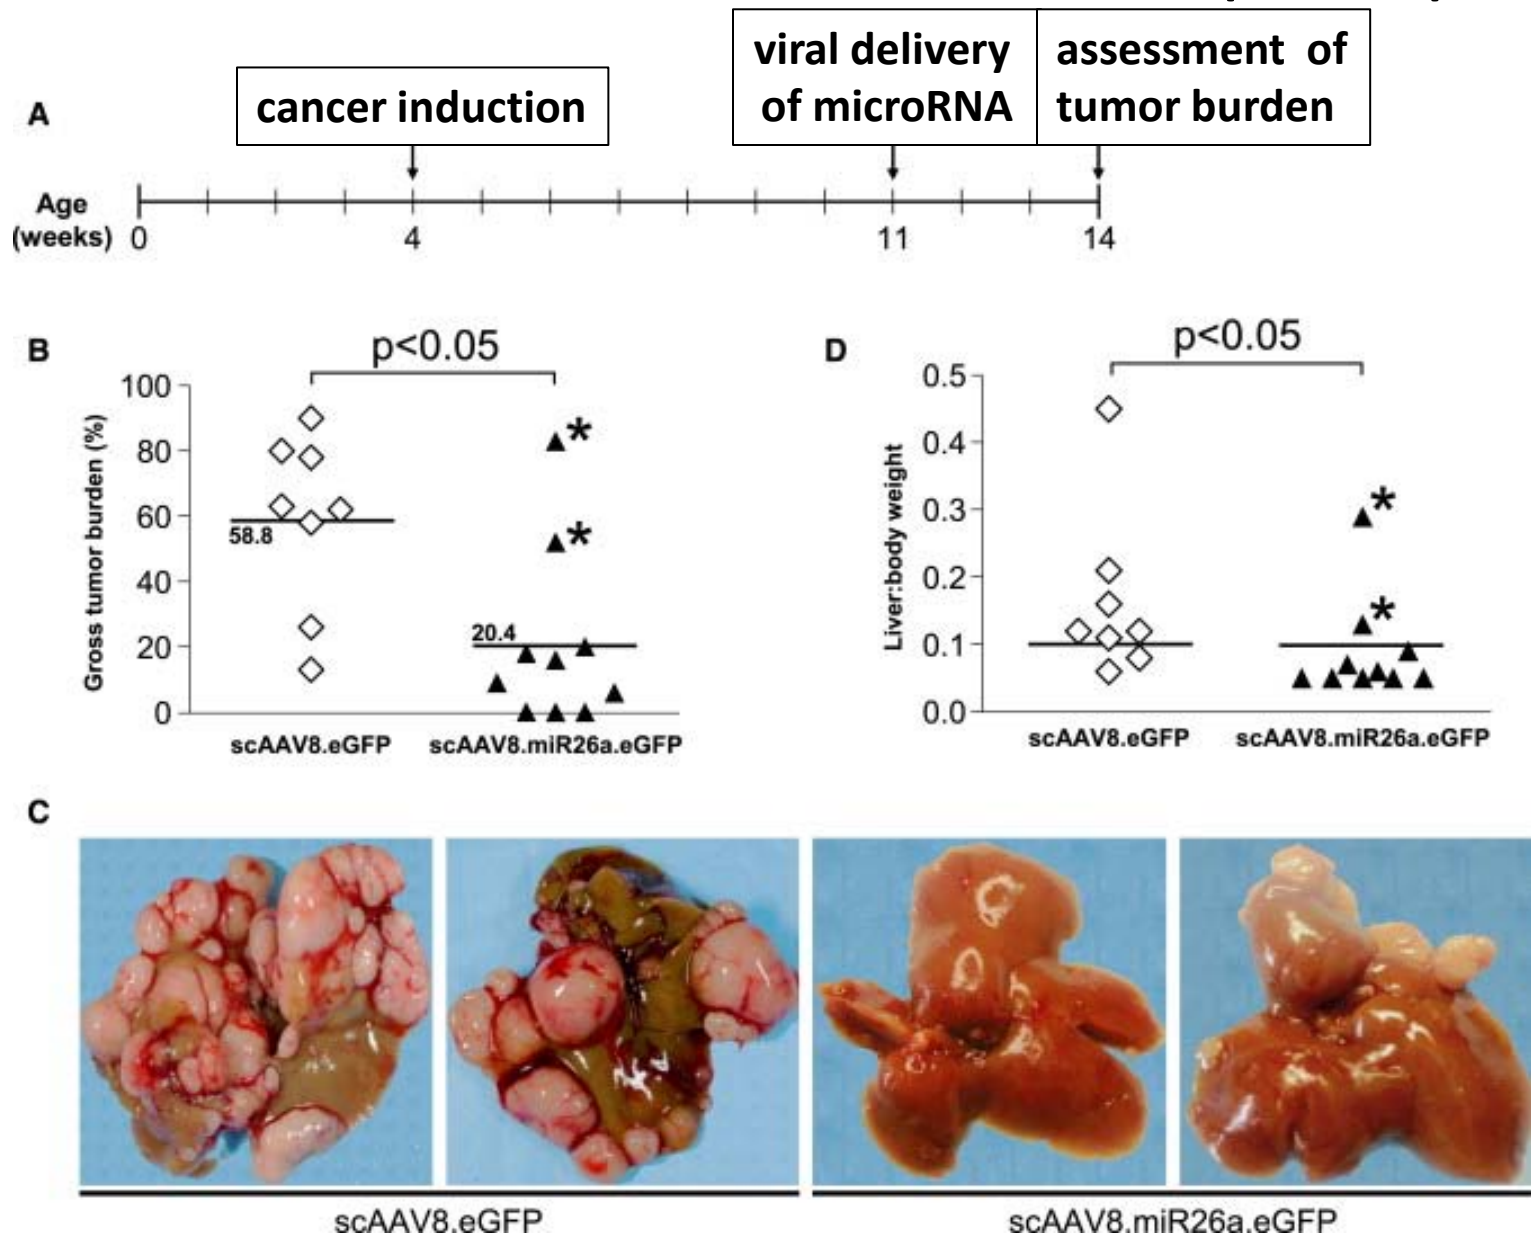 viral delivery
of microRNA
assessment of
tumor burden
cancer induction
A
Age
(weeks)
0
4
11
14
B
p<0.05
Gross tumor burden (%)
100
80
60
40
20
0
58.8
20.4
*
*
scAAV8.eGFP
scAAV8.miR26a.eGFP
D
p<0.05
Liver:body weight
0.5
0.4
0.3
0.2
0.1
0.0
*
*
scAAV8.eGFP
scAAV8.miR26a.eGFP
C
scAAV8.eGFP
scAAV8.miR26a.eGFP